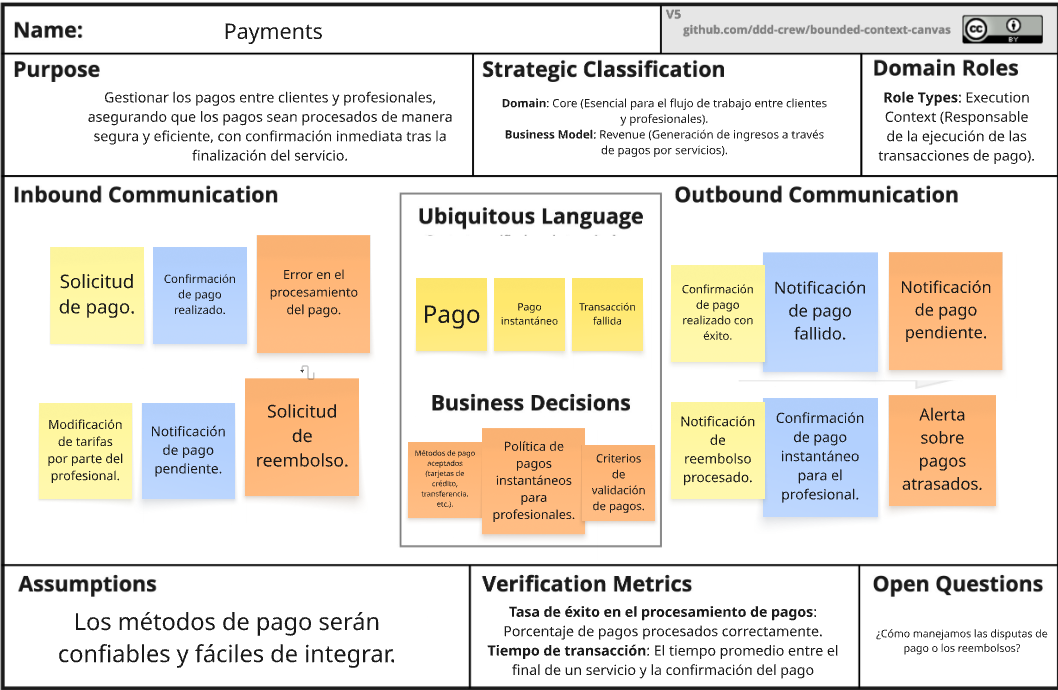 Name:
Payments
V5
github.com/ddd-crew/bounded-context-canvas
cc
BY
Purpose
Gestionar los pagos entre clientes y profesionales,
asegurando que los pagos sean procesados de manera
segura y eficiente, con confirmación inmediata tras la
finalización del servicio.
Strategic Classification
Domain: Core (Esencial para el flujo de trabajo entre clientes
y profesionales).
Business Model: Revenue (Generación de ingresos a través
de pagos por servicios).
Domain Roles
Role Types: Execution
Context (Responsable
de la ejecución de las
transacciones de pago).
Inbound Communication
Solicitud
de pago.
Confirmación
de pago
realizado.
Error en el
procesamiento
del pago.
Modificación
de tarifas
por parte del
profesional.
Notificación
de pago
pendiente.
Solicitud
de
reembolso.
Ubiquitous Language
Pago
Pago
instantáneo
Transacción
fallida
Business Decisions
Métodos de pago
aceptados
(tarjetas de
crédito,
transferencia,
etc.).
Política de
pagos
instantáneos
para
profesionales.
Criterios
de
validación
de pagos.
Outbound Communication
Confirmación
de pago
realizado con
éxito.
Notificación
de pago
fallido.
Notificación
de pago
pendiente.
Notificación
de
reembolso
procesado.
Confirmación
de pago
instantáneo
para el
profesional.
Alerta
sobre
pagos
atrasados.
Assumptions
Los métodos de pago serán
confiables y fáciles de integrar.
Verification Metrics
Tasa de éxito en el procesamiento de pagos:
Porcentaje de pagos procesados correctamente.
Tiempo de transacción: El tiempo promedio entre el
final de un servicio y la confirmación del pago
Open Questions
¿Cómo manejamos las disputas de
pago o los reembolsos?